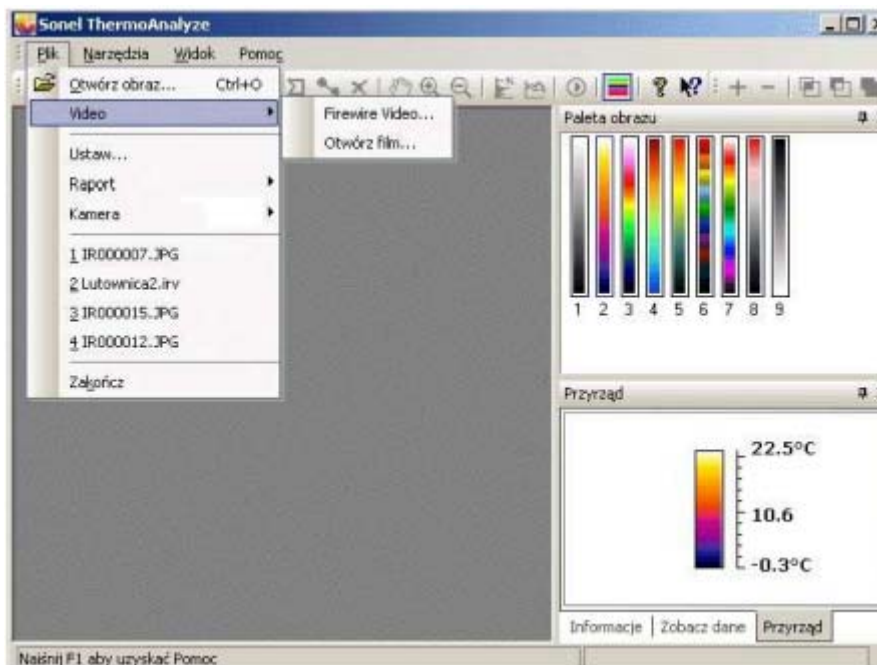 Sonel ThermoAnalyze
Plik Narzędzia Widok Pomoc
Otwórz obraz... Ctrl+O
Video
Firewire Video...
Otwórz film...
Ustaw...
Raport
Kamera
1 IR000007.JPG
2 Lutownica2.irv
3 IR000015.JPG
4 IR000012.JPG
Zakończ
Paleta obrazu
1 2 3 4 5 6 7 8 9
Przyrząd
22.5°C
10.6
-0.3°C
Informacje Zobacz dane Przyrząd
Naiśnij F1 aby uzyskać Pomoc